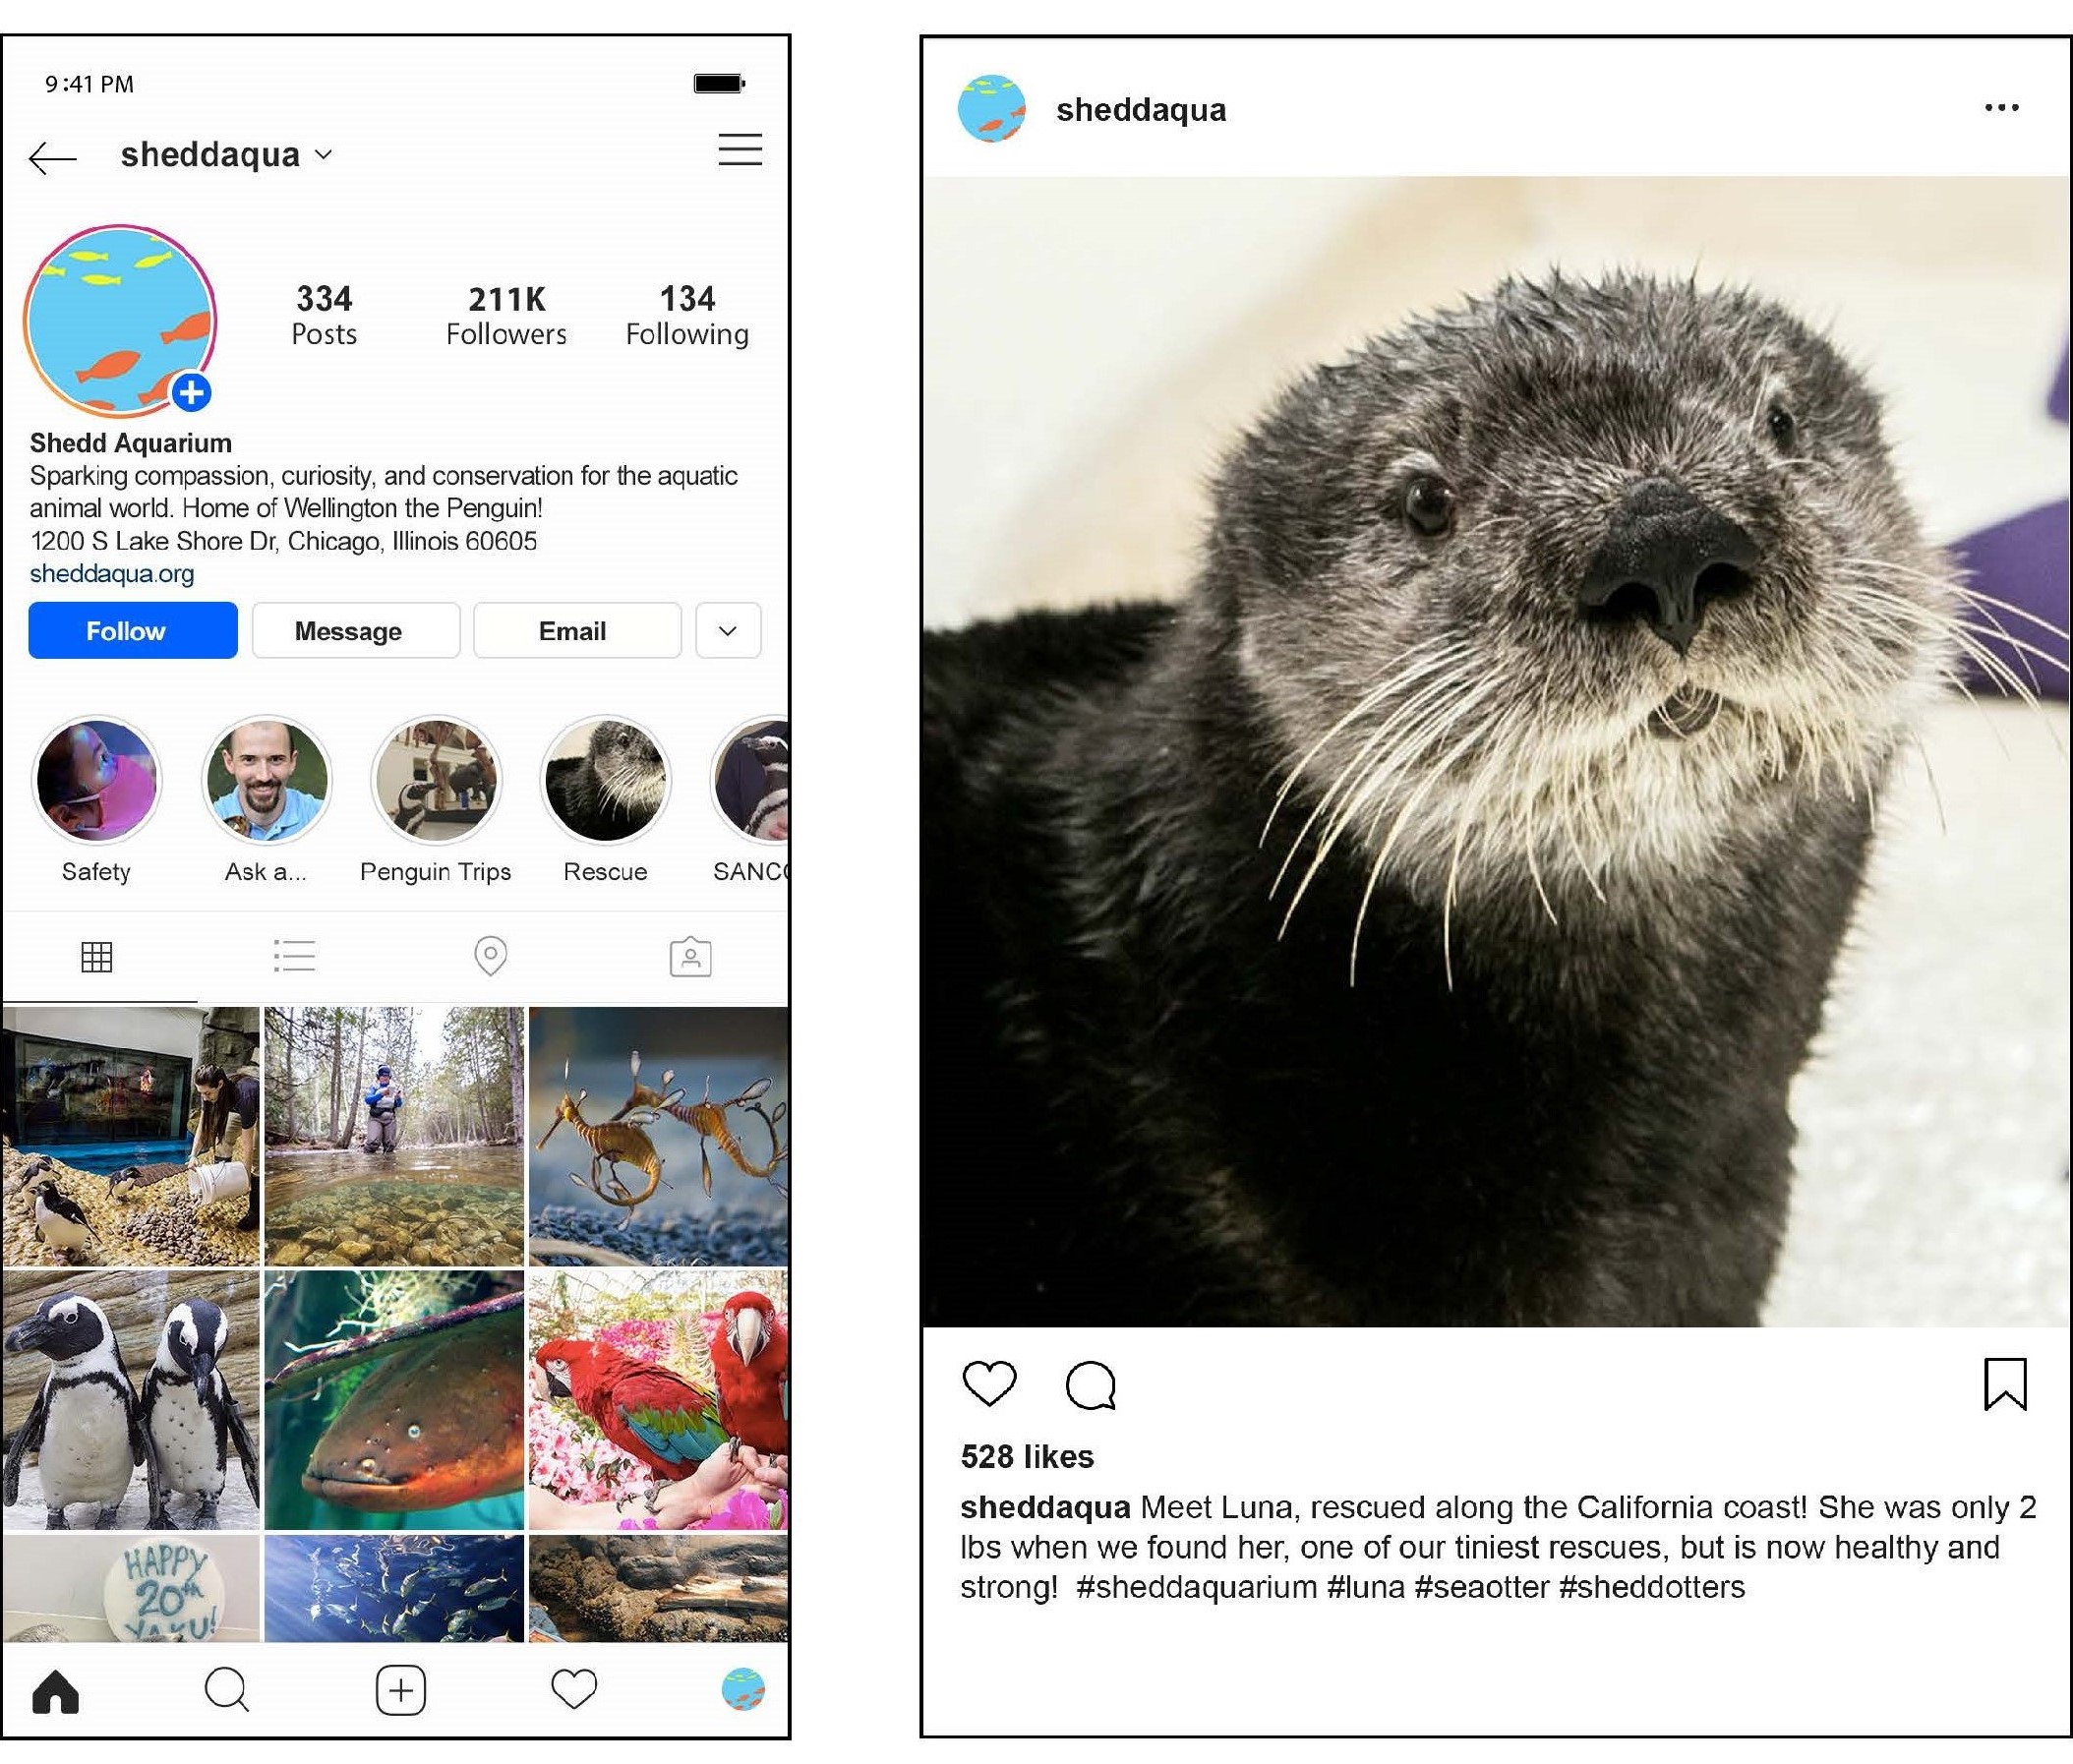 9:41 PM
sheddaqua
334 211K 134
Posts Followers Following
Shedd Aquarium
Sparking compassion, curiosity, and conservation for the aquatic
animal world. Home of Wellington the Penguin!
1200 S Lake Shore Dr, Chicago, Illinois 60605
sheddaqua.org
Follow Message Email
Safety Ask a... Penguin Trips Rescue SANC
HAPPY
20th
YAKU!
sheddaqua
528 likes
sheddaqua Meet Luna, rescued along the California coast! She was only 2
lbs when we found her, one of our tiniest rescues, but is now healthy and
strong! #sheddaquarium #luna #seaotter #sheddotters